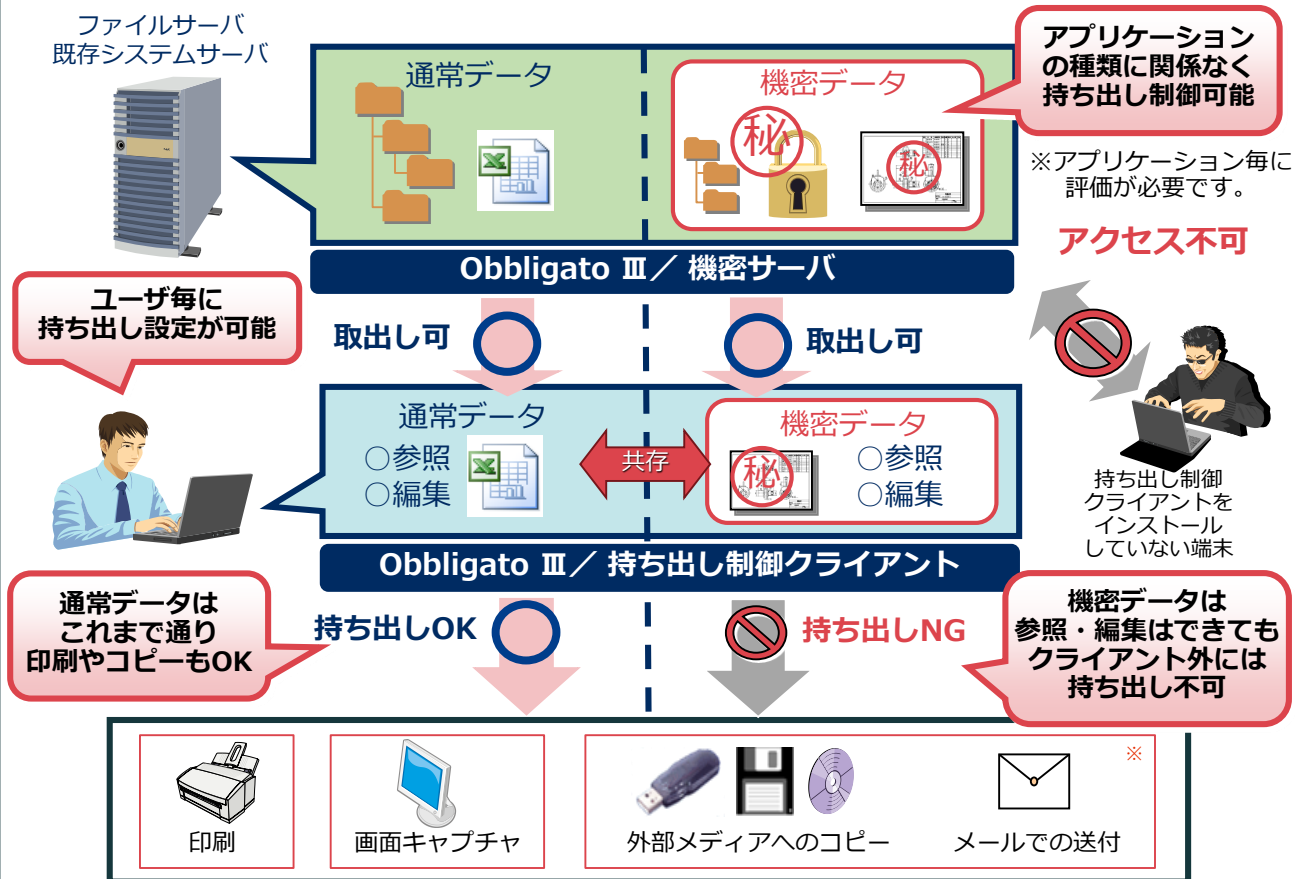 ファイルサーバ
既存システムサーバ
通常データ
機密データ
秘
秘
アプリケーション
の種類に関係なく
持ち出し制御可能
※アプリケーション毎に
評価が必要です。
アクセス不可
Obbligato Ⅲ／ 機密サーバ
ユーザ毎に
持ち出し設定が可能
取出し可
取出し可
通常データ
○参照
○編集
共存
機密データ
秘
○参照
○編集
持ち出し制御
クライアントを
インストール
していない端末
Obbligato Ⅲ／ 持ち出し制御クライアント
通常データは
これまで通り
印刷やコピーもOK
持ち出しOK
持ち出しNG
機密データは
参照・編集はできても
クライアント外には
持ち出し不可
※
印刷
画面キャプチャ
外部メディアへのコピー
メールでの送付